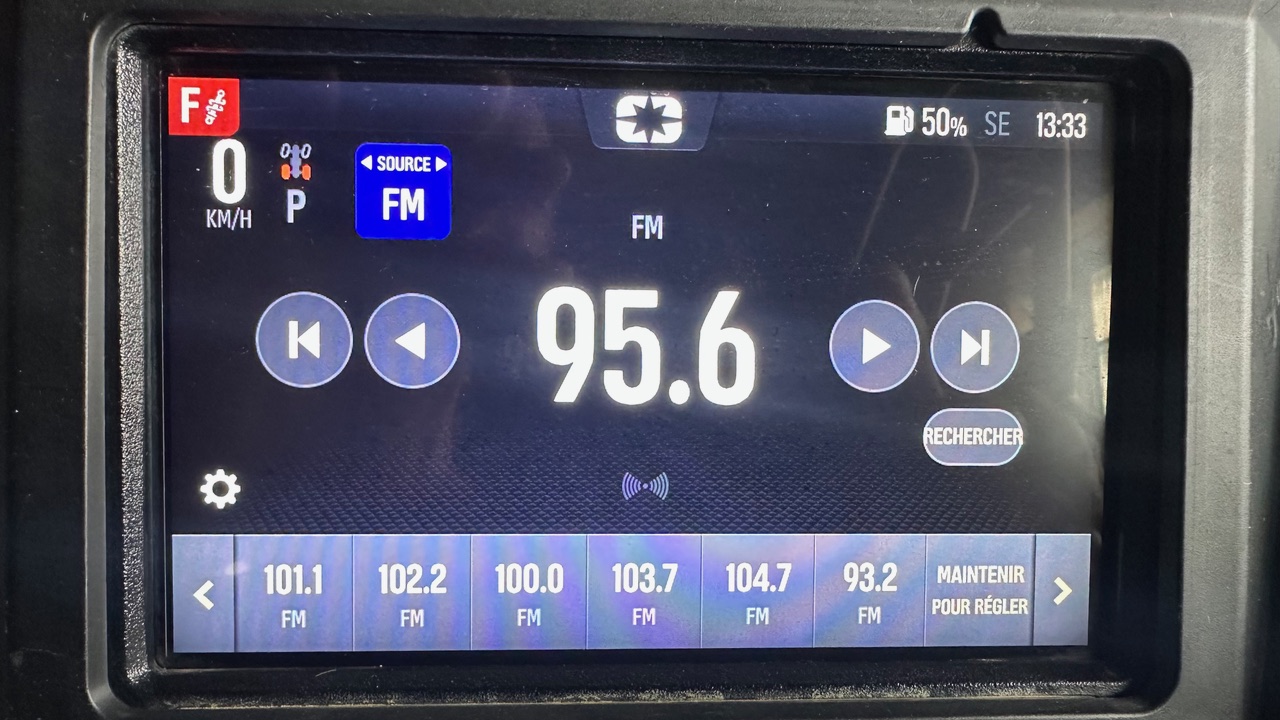 F
50% SE 13:33
0
KM/H
P
SOURCE
FM
FM
95.6
RECHERCHER
101.1 FM
102.2 FM
100.0 FM
103.7 FM
104.7 FM
93.2 FM
MAINTENIR
POUR RÉGLER